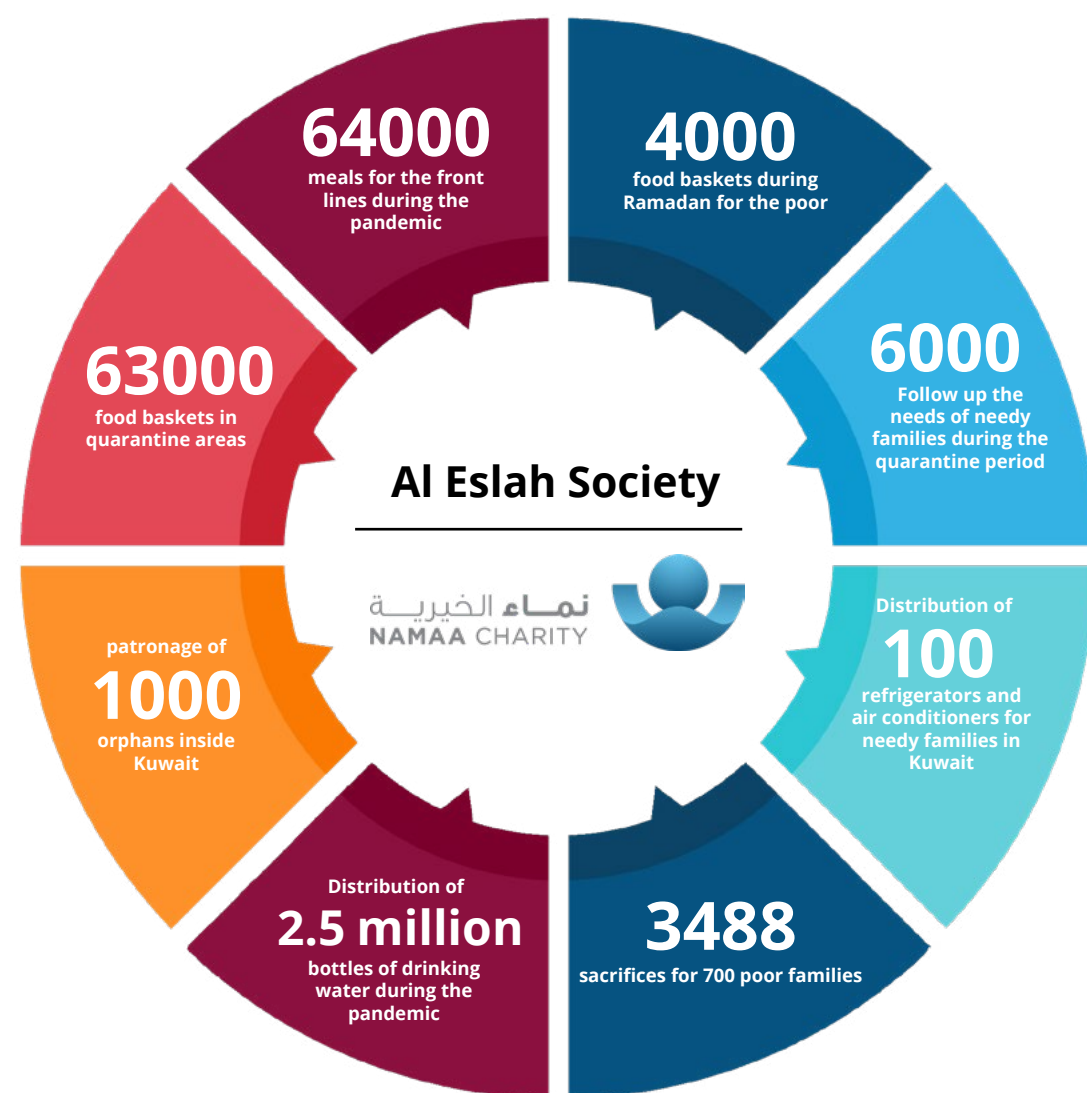 64000
meals for the front
lines during the
pandemic
4000
food baskets during
Ramadan for the poor
6000
Follow up the
needs of needy
families during the
quarantine period
63000
food baskets in
quarantine areas
Al Eslah Society
نماء الخيرية
NAMAA CHARITY
Distribution of
100
refrigerators and
air conditioners for
needy families in
Kuwait
patronage of
1000
orphans inside
Kuwait
Distribution of
2.5 million
bottles of drinking
water during the
pandemic
3488
sacrifices for 700 poor families